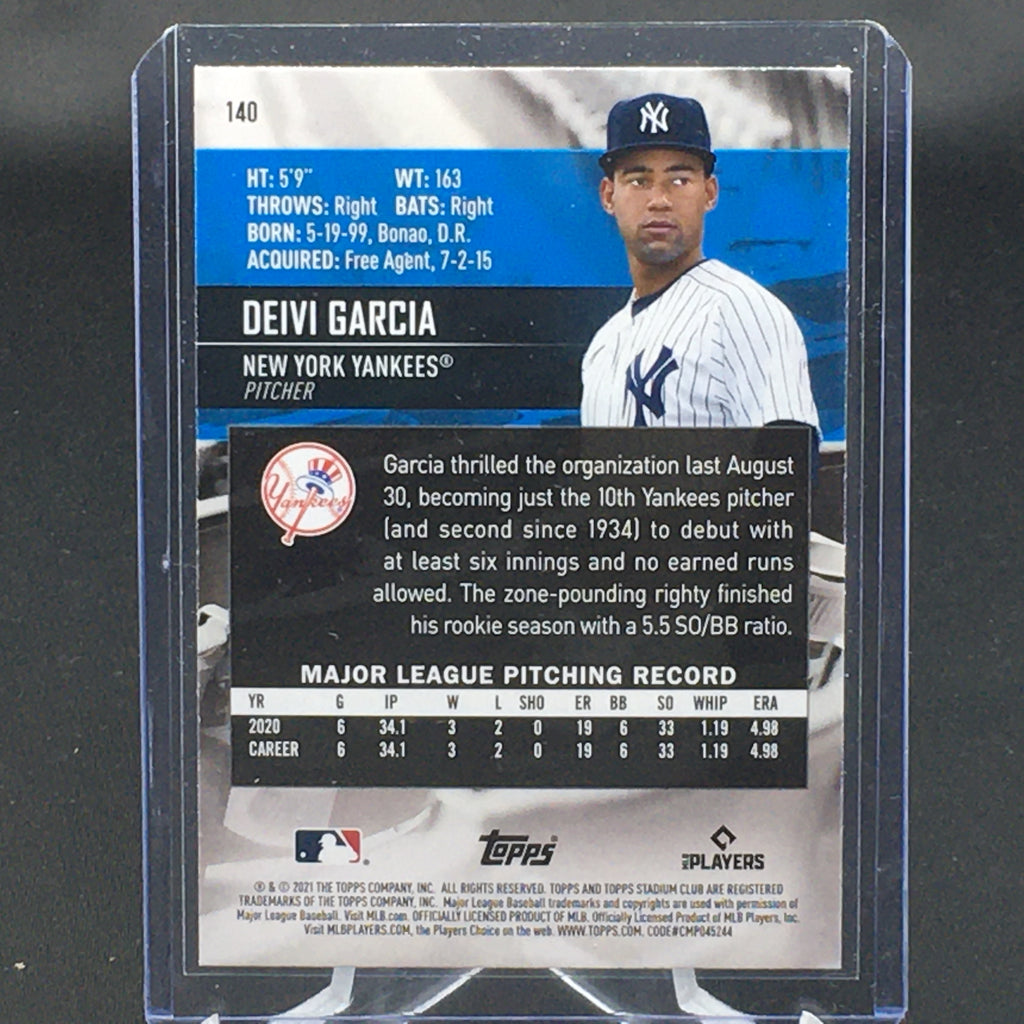 140
HT: 5'9" WT: 163
THROWS: Right BATS: Right
BORN: 5-19-99, Bonao, D.R.
ACQUIRED: Free Agent, 7-2-15
DEIVI GARCIA
NEW YORK YANKEES®
PITCHER
NY
NY
Yankees
Garcia thrilled the organization last August
30, becoming just the 10th Yankees pitcher
(and second since 1934) to debut with
at least six innings and no earned runs
allowed. The zone-pounding righty finished
his rookie season with a 5.5 SO/BB ratio.
MAJOR LEAGUE PITCHING RECORD
YR G IP W L SHO ER BB SO WHIP ERA
2020 6 34.1 3 2 0 19 6 33 1.19 4.98
CAREER 6 34.1 3 2 0 19 6 33 1.19 4.98
Topps®
MLB PLAYERS
® & © 2021 THE TOPPS COMPANY, INC. ALL RIGHTS RESERVED. TOPPS AND TOPPS STADIUM CLUB ARE REGISTERED
TRADEMARKS OF THE TOPPS COMPANY, INC. Major League Baseball trademarks and copyrights are used with permission of
Major League Baseball. Visit MLB.com. OFFICIALLY LICENSED PRODUCT OF MLB. Officially Licensed Product of MLB Players, Inc.
Visit MLBPLAYERS.COM, the Players Choice on the web. WWW.TOPPS.COM. CODE#CMP045244